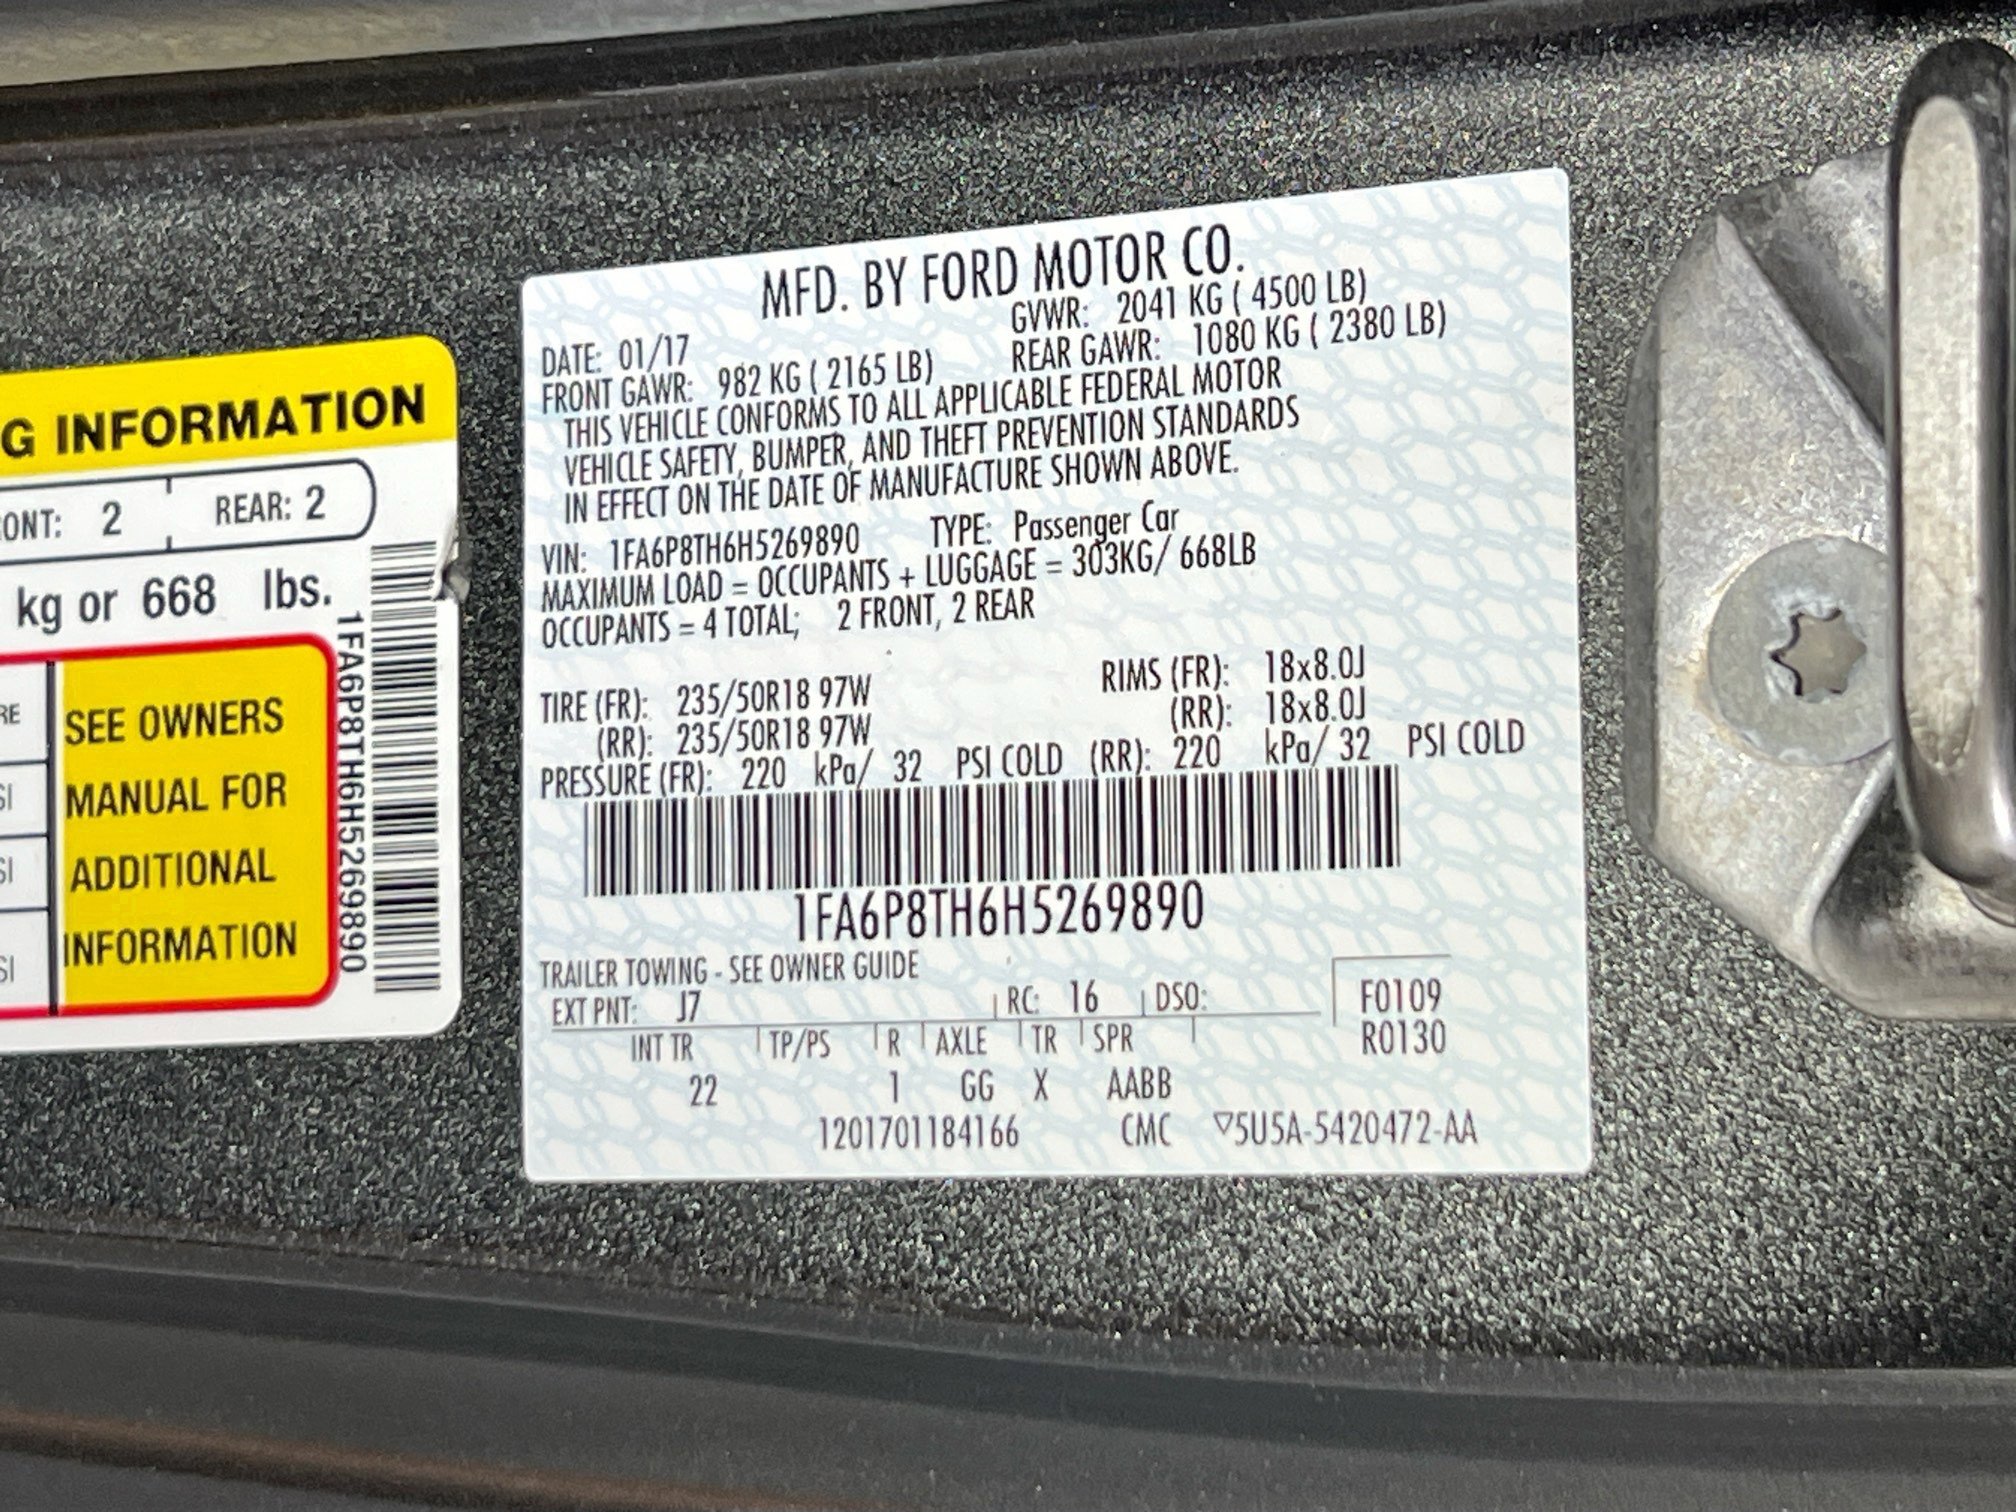 G INFORMATION
ONT: 2 REAR: 2
kg or 668 lbs.
1FA6P8TH6H5269890
RE
SI
SI
SI
SEE OWNERS
MANUAL FOR
ADDITIONAL
INFORMATION
MFD. BY FORD MOTOR CO.
DATE: 01/17 GVWR: 2041 KG ( 4500 LB)
FRONT GAWR: 982 KG ( 2165 LB) REAR GAWR: 1080 KG ( 2380 LB)
THIS VEHICLE CONFORMS TO ALL APPLICABLE FEDERAL MOTOR
VEHICLE SAFETY, BUMPER, AND THEFT PREVENTION STANDARDS
IN EFFECT ON THE DATE OF MANUFACTURE SHOWN ABOVE.
VIN: 1FA6P8TH6H5269890 TYPE: Passenger Car
MAXIMUM LOAD = OCCUPANTS + LUGGAGE = 303KG/ 668LB
OCCUPANTS = 4 TOTAL; 2 FRONT, 2 REAR
TIRE (FR): 235/50R18 97W RIMS (FR): 18x8.0J
(RR): 235/50R18 97W (RR): 18x8.0J
PRESSURE (FR): 220 kPa/ 32 PSI COLD (RR): 220 kPa/ 32 PSI COLD
1FA6P8TH6H5269890
TRAILER TOWING - SEE OWNER GUIDE
EXT PNT: J7 RC: 16 DSO: F0109
INT TR TP/PS R AXLE TR SPR R0130
22 1 GG X AABB
1201701184166 CMC ▽5U5A-5420472-AA